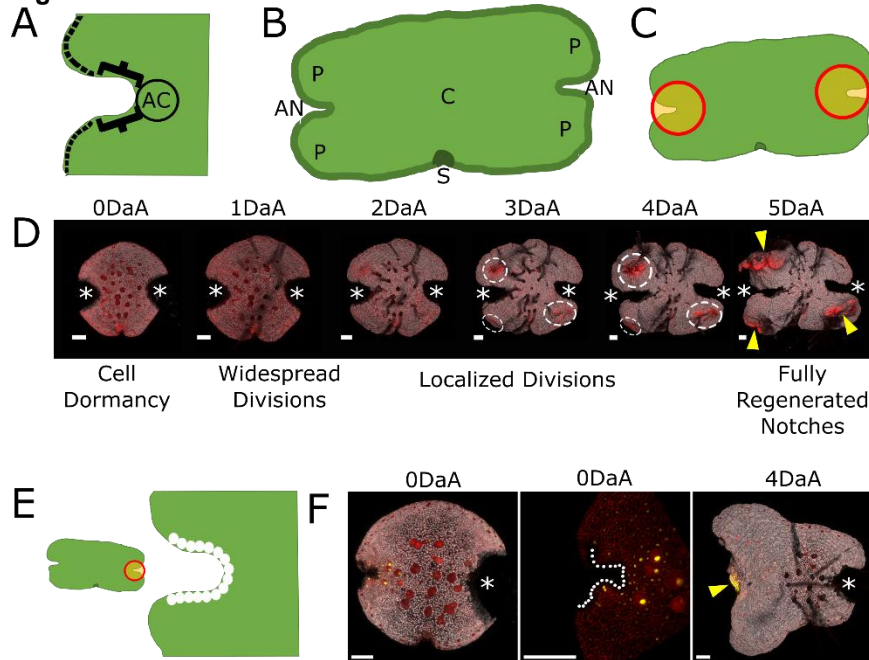 A
B
C
AC
P
P
AN
C
AN
P
P
S
0DaA
1DaA
2DaA
3DaA
4DaA
5DaA
D
* * * * * * * * * * * *
Cell
Dormancy
Widespread
Divisions
Localized Divisions
Fully
Regenerated
Notches
E
F
0DaA
0DaA
4DaA
* *